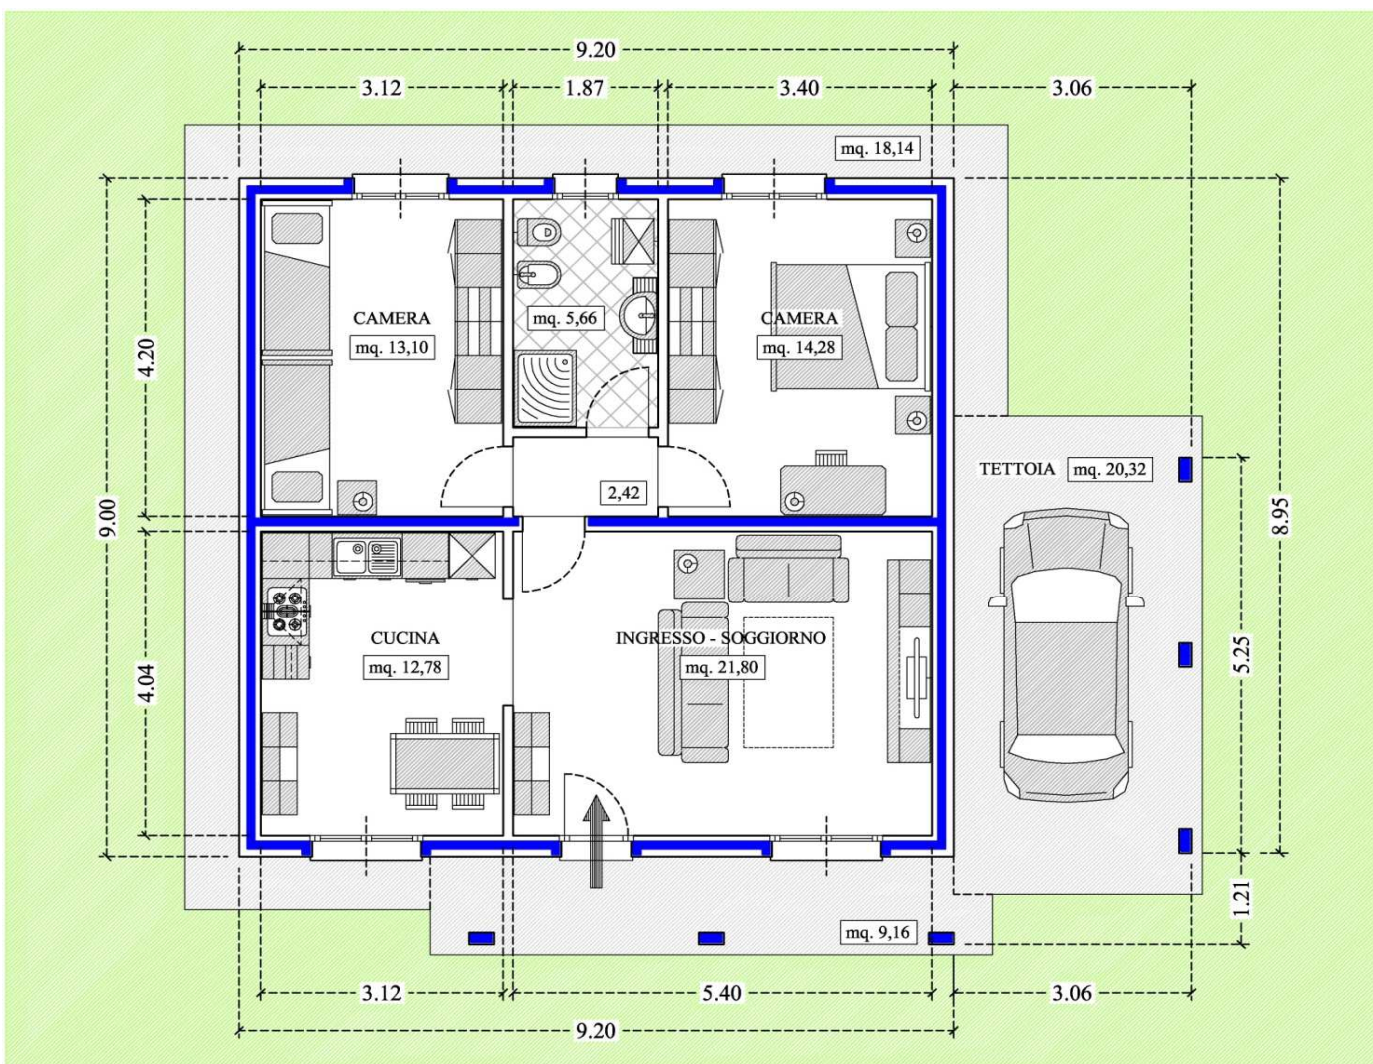 9.20
3.12
1.87
3.40
3.06
mq. 18,14
CAMERA
mq. 13,10
mq. 5,66
CAMERA
mq. 14,28
4.20
9.00
2,42
TETTOIA
mq. 20,32
8.95
5.25
CUCINA
mq. 12,78
INGRESSO - SOGGIORNO
mq. 21,80
4.04
1.21
mq. 9,16
3.12
5.40
3.06
9.20